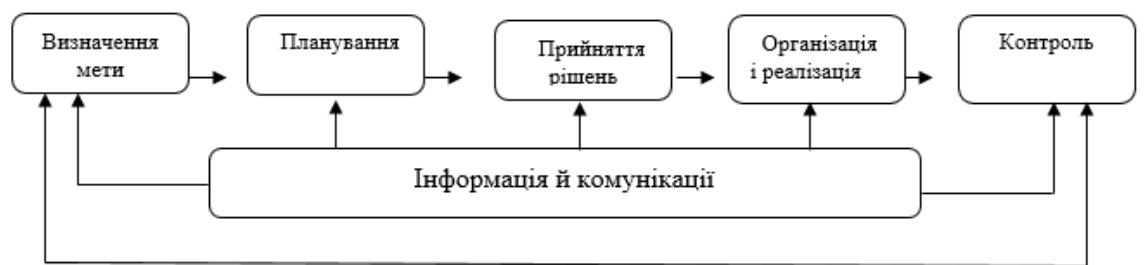 Визначення
мети
Планування
Прийняття
рішень
Організація
і реалізація
Контроль
Інформація й комунікації